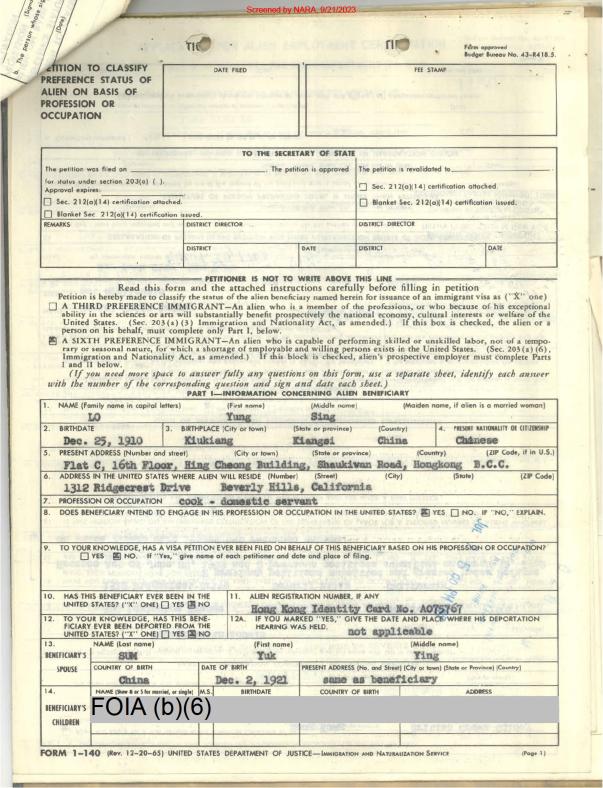 Screened by NARA, 9/21/2023
Form approved
Budget Bureau No. 43-R418.5.
PETITION TO CLASSIFY
PREFERENCE STATUS OF
ALIEN ON BASIS OF
PROFESSION OR
OCCUPATION
DATE FILED
FEE STAMP
TO THE SECRETARY OF STATE
The petition was filed on The petition is approved
for status under section 203(a) ( ).
Approval expires:
Sec. 212(a)(14) certification attached.
Blanket Sec 212(a)(14) certification issued.
The petition is revalidated to
Sec. 212(a)(14) certification attached.
Blanket Sec. 212(a)(14) certification issued.
REMARKS
DISTRICT DIRECTOR
DISTRICT DATE
DISTRICT DIRECTOR
DISTRICT DATE
PETITIONER IS NOT TO WRITE ABOVE THIS LINE
Read this form and the attached instructions carefully before filling in petition
Petition is hereby made to classify the status of the alien beneficiary named herein for issuance of an immigrant visa as ("X" one)
A THIRD PREFERENCE IMMIGRANT—An alien who is a member of the professions, or who because of his exceptional
ability in the sciences or arts will substantially benefit prospectively the national economy, cultural interests or welfare of the
United States. (Sec. 203(a)(3) Immigration and Nationality Act, as amended.) If this box is checked, the alien or a
person on his behalf, must complete only Part I, below.
A SIXTH PREFERENCE IMMIGRANT—An alien who is capable of performing skilled or unskilled labor, not of a tempo-
rary or seasonal nature, for which a shortage of employable and willing persons exists in the United States. (Sec. 203(a)(6),
Immigration and Nationality Act, as amended.) If this block is checked, alien's prospective employer must complete Parts
I and II below.
(If you need more space to answer fully any questions on this form, use a separate sheet, identify each answer
with the number of the corresponding question and sign and date each sheet.)
PART I—INFORMATION CONCERNING ALIEN BENEFICIARY
1. NAME (Family name in capital letters) (First name) (Middle name) (Maiden name, if alien is a married woman)
LO Yung Sing
2. BIRTHDATE 3. BIRTHPLACE (City or town) (State or province) (Country) 4. PRESENT NATIONALITY OR CITIZENSHIP
Dec. 25, 1910 Kiukiang Kiangsi China Chinese
5. PRESENT ADDRESS (Number and street) (City or town) (State or province) (Country) (ZIP Code, if in U.S.)
Flat C, 16th Floor, Hing Cheong Building, Shaukiwan Road, Hongkong B.C.C.
6. ADDRESS IN THE UNITED STATES WHERE ALIEN WILL RESIDE (Number) (Street) (City) (State) (ZIP Code)
1312 Ridgecrest Drive Beverly Hills, California
7. PROFESSION OR OCCUPATION cook - domestic servant
8. DOES BENEFICIARY INTEND TO ENGAGE IN HIS PROFESSION OR OCCUPATION IN THE UNITED STATES? YES NO. IF "NO," EXPLAIN.
9. TO YOUR KNOWLEDGE, HAS A VISA PETITION EVER BEEN FILED ON BEHALF OF THIS BENEFICIARY BASED ON HIS PROFESSION OR OCCUPATION?
YES NO. If "Yes," give name of each petitioner and date and place of filing.
10. HAS THIS BENEFICIARY EVER BEEN IN THE
UNITED STATES? ("X" ONE) YES NO
11. ALIEN REGISTRATION NUMBER, IF ANY
Hong Kong Identity Card No. A075767
12. TO YOUR KNOWLEDGE, HAS THIS BENE-
FICIARY EVER BEEN DEPORTED FROM THE
UNITED STATES? ("X" ONE) YES NO
12A. IF YOU MARKED "YES," GIVE THE DATE AND PLACE WHERE HIS DEPORTATION
HEARING WAS HELD.
not applicable
13. BENEFICIARY'S SPOUSE
NAME (Last name) (First name) (Middle name)
SUM Yuk Ying
COUNTRY OF BIRTH DATE OF BIRTH PRESENT ADDRESS (No. and Street) (City or town) (State or Province) (Country)
China Dec. 2, 1921 same as beneficiary
14. BENEFICIARY'S CHILDREN
NAME (Show M or S for married, or single) M.S. BIRTHDATE COUNTRY OF BIRTH ADDRESS
FOIA (b)(6)
FORM I-140 (Rev. 12-20-65) UNITED STATES DEPARTMENT OF JUSTICE—IMMIGRATION AND NATURALIZATION SERVICE (Page 1)